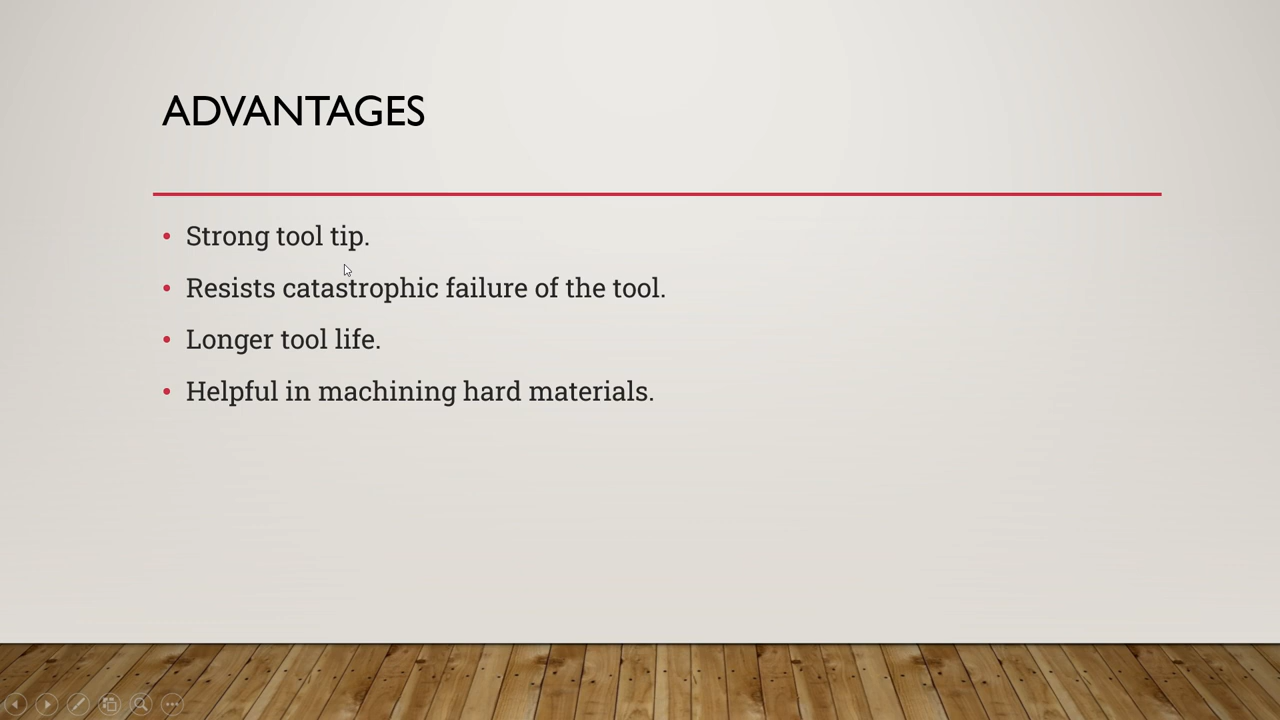 ADVANTAGES
• Strong tool tip.
• Resists catastrophic failure of the tool.
• Longer tool life.
• Helpful in machining hard materials.